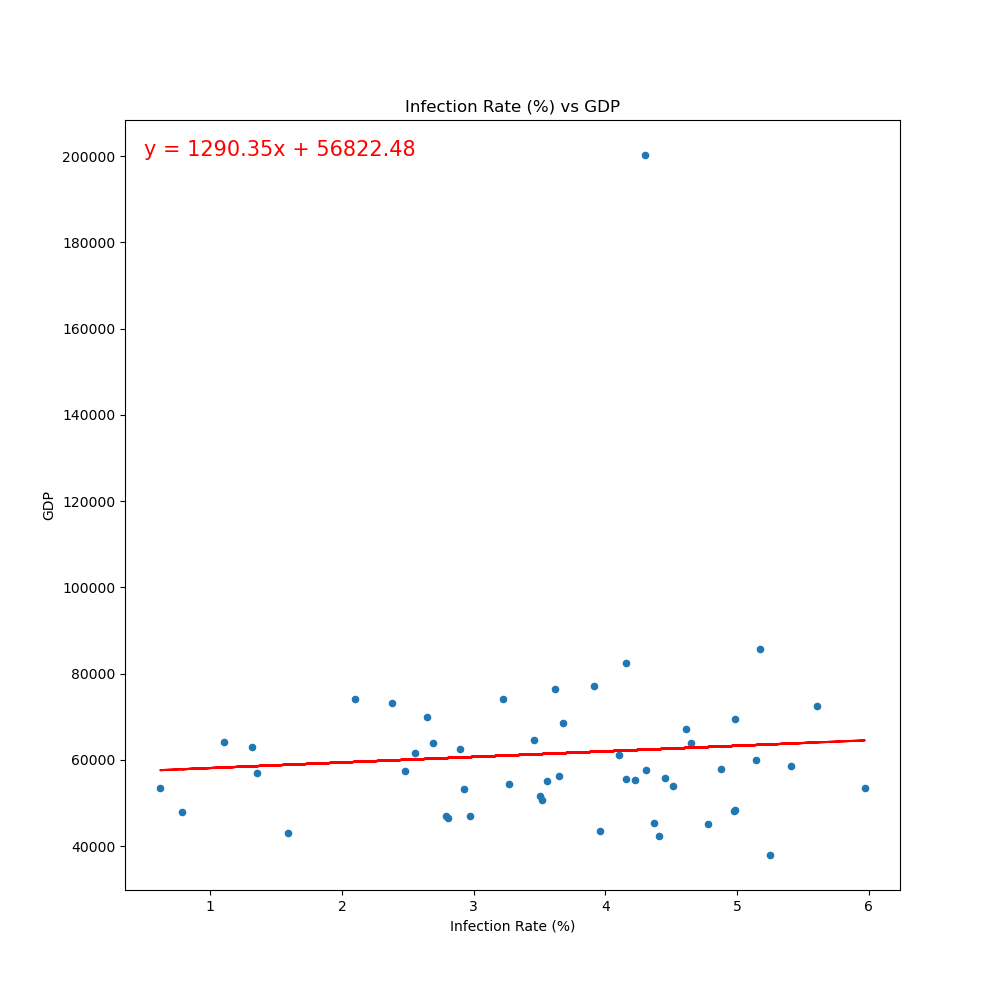 Infection Rate (%) vs GDP
y = 1290.35x + 56822.48
200000
180000
160000
140000
120000
100000
80000
60000
40000
GDP
1 2 3 4 5 6
Infection Rate (%)